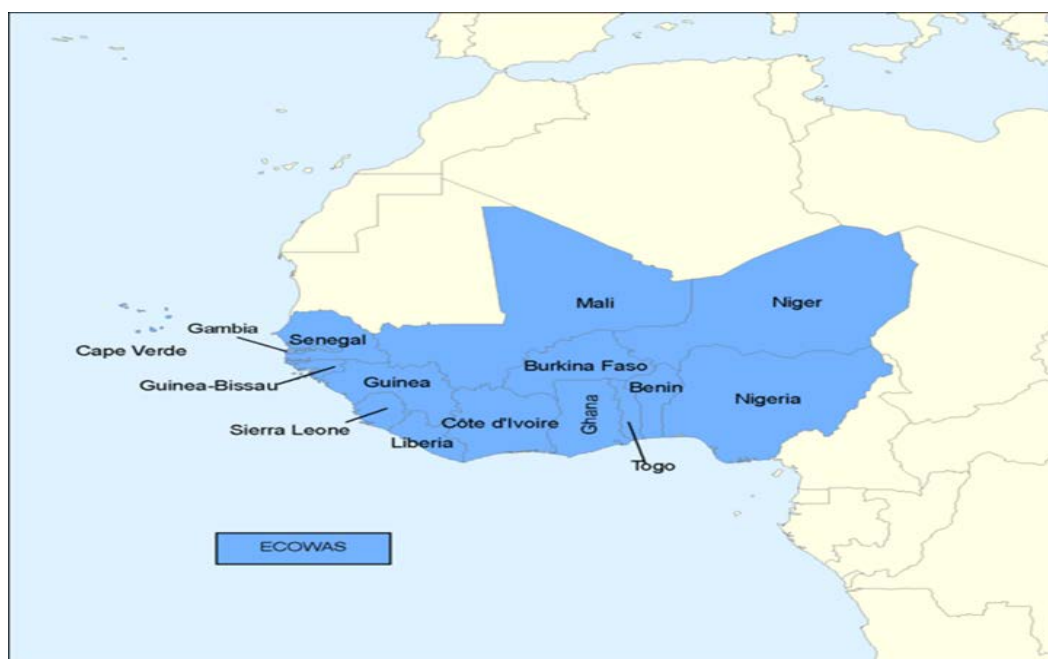 Mali
Niger
Gambia
Senegal
Cape Verde
Burkina Faso
Guinea-Bissau
Guinea
Benin
Nigeria
Ghana
Sierra Leone
Côte d'Ivoire
Liberia
Togo
ECOWAS